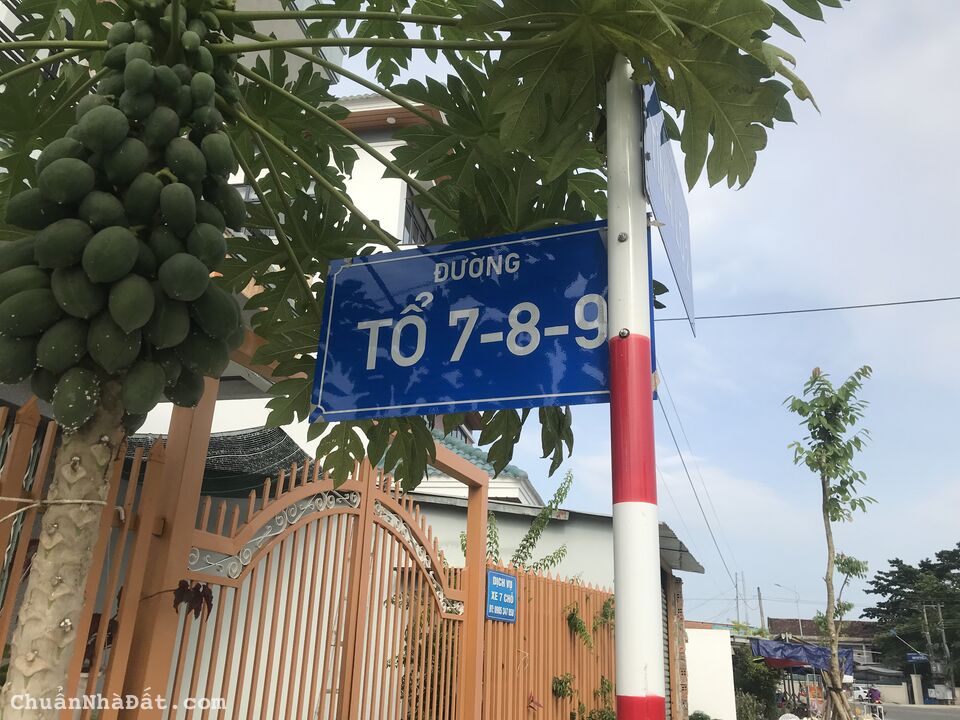 ĐƯỜNG
TỔ 7-8-9
DỊCH VỤ
XE 7 CHỖ
ChuẩnNhàĐất.com